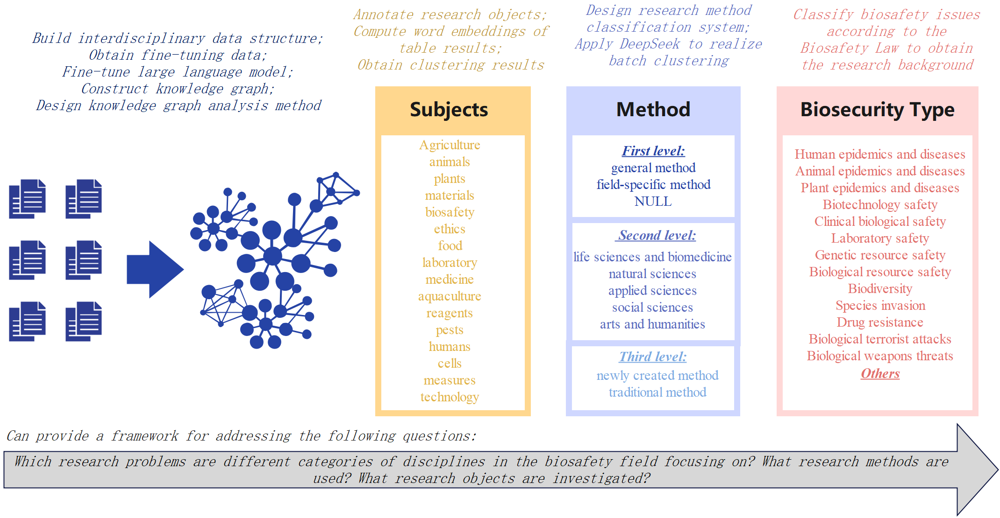 Build interdisciplinary data structure;
Obtain fine-tuning data;
Fine-tune large language model;
Construct knowledge graph;
Design knowledge graph analysis method
Annotate research objects;
Compute word embeddings of
table results;
Obtain clustering results
Design research method
classification system;
Apply DeepSeek to realize
batch clustering
Classify biosafety issues
according to the
Biosafety Law to obtain
the research background
Subjects
Agriculture
animals
plants
materials
biosafety
ethics
food
laboratory
medicine
aquaculture
reagents
pests
humans
cells
measures
technology
Method
First level:
general method
field-specific method
NULL
Second level:
life sciences and biomedicine
natural sciences
applied sciences
social sciences
arts and humanities
Third level:
newly created method
traditional method
Biosecurity Type
Human epidemics and diseases
Animal epidemics and diseases
Plant epidemics and diseases
Biotechnology safety
Clinical biological safety
Laboratory safety
Genetic resource safety
Biological resource safety
Biodiversity
Species invasion
Drug resistance
Biological terrorist attacks
Biological weapons threats
Others
Can provide a framework for addressing the following questions:
Which research problems are different categories of disciplines in the biosafety field focusing on? What research methods are
used? What research objects are investigated?